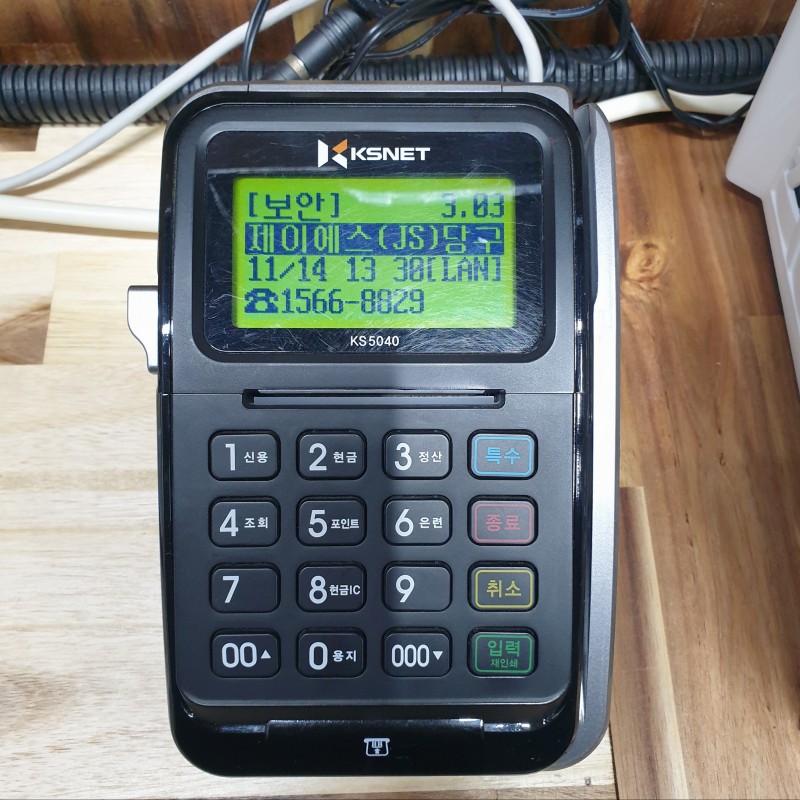 KSNET
[보안] 3.03
제이에스(JS)당구
11/14 13 30[LAN]
☎1566-8829
KS5040
1 신용 2 현금 3 정산 특수
4 조회 5 포인트 6 은련 종료
7 8 현금IC 9 취소
00▲ 0 용지 000▼ 입력
재인쇄